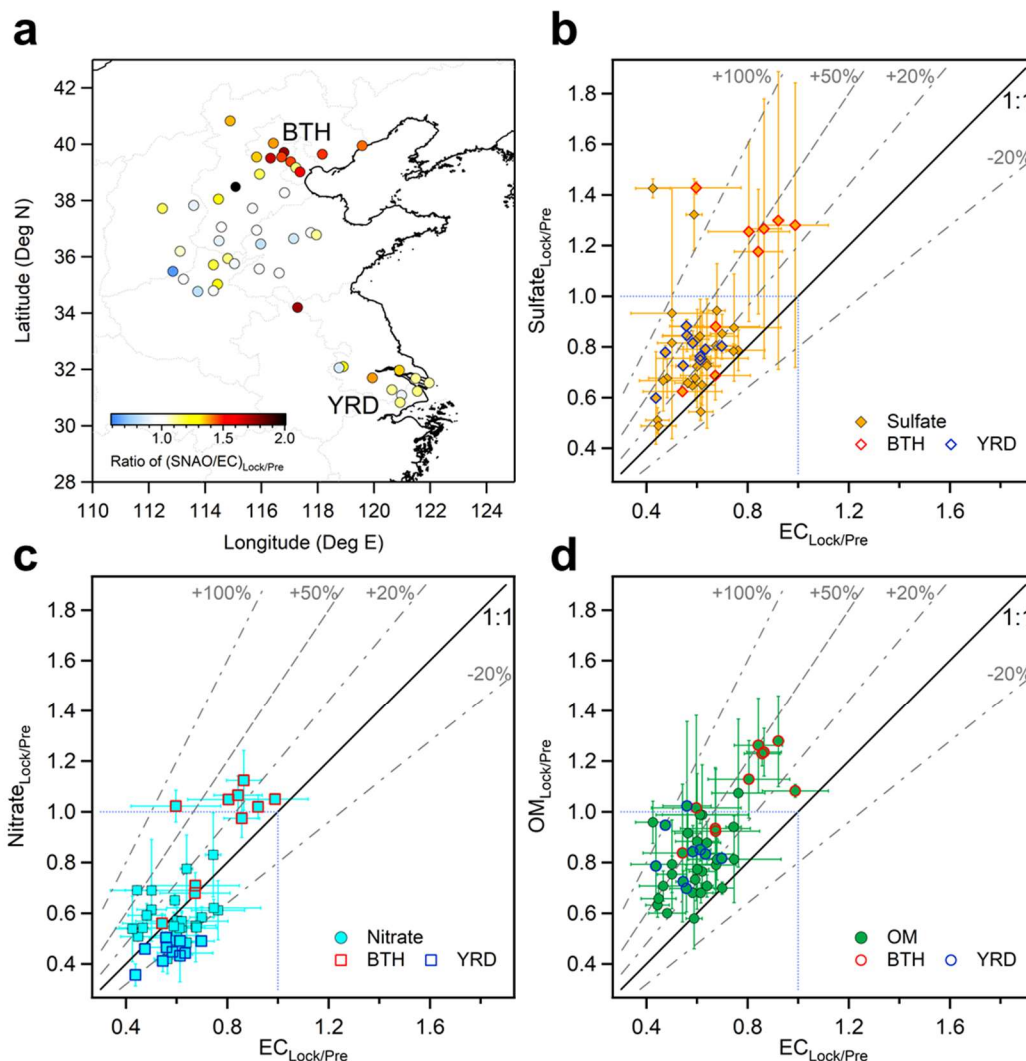 a
42
40
38
36
34
32
30
28
Latitude (Deg N)
BTH
YRD
1.0
1.5
2.0
Ratio of (SNAO/EC)Lock/Pre
110 112 114 116 118 120 122 124
Longitude (Deg E)
b
+100%
+50%
+20%
1:1
-20%
1.8
1.6
1.4
1.2
1.0
0.8
0.6
0.4
SulfateLock/Pre
Sulfate
BTH YRD
0.4 0.8 1.2 1.6
ECLock/Pre
c
+100%
+50%
+20%
1:1
-20%
1.8
1.6
1.4
1.2
1.0
0.8
0.6
0.4
NitrateLock/Pre
Nitrate
BTH YRD
0.4 0.8 1.2 1.6
ECLock/Pre
d
+100%
+50%
+20%
1:1
-20%
1.8
1.6
1.4
1.2
1.0
0.8
0.6
0.4
OMLock/Pre
OM
BTH YRD
0.4 0.8 1.2 1.6
ECLock/Pre